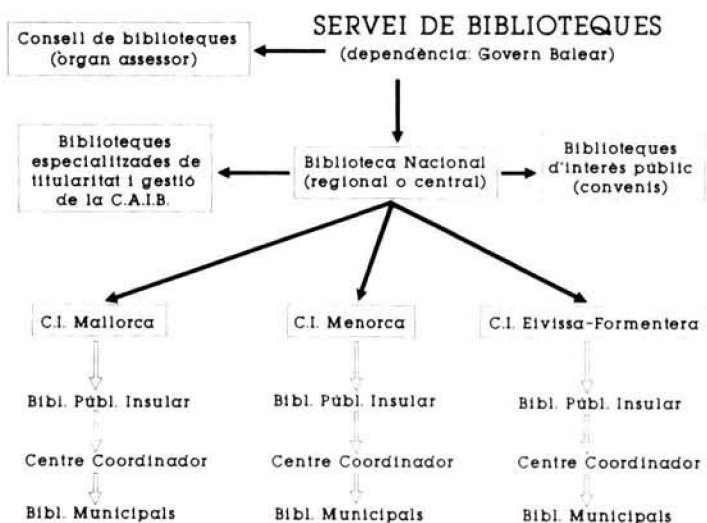 SERVEI DE BIBLIOTEQUES
(dependència: Govern Balear)
Consell de biblioteques
(òrgan assessor)
Biblioteques
especialitzades de
titularitat i gestió
de la C.A.I.B.
Biblioteca Nacional
(regional o central)
Biblioteques
d'interès públic
(convenis)
C.I. Mallorca
C.I. Menorca
C.I. Eivissa-Formentera
Bibl. Públ. Insular
Bibl. Públ. Insular
Bibl. Públ. Insular
Centre Coordinador
Centre Coordinador
Centre Coordinador
Bibl. Municipals
Bibl. Municipals
Bibl. Municipals